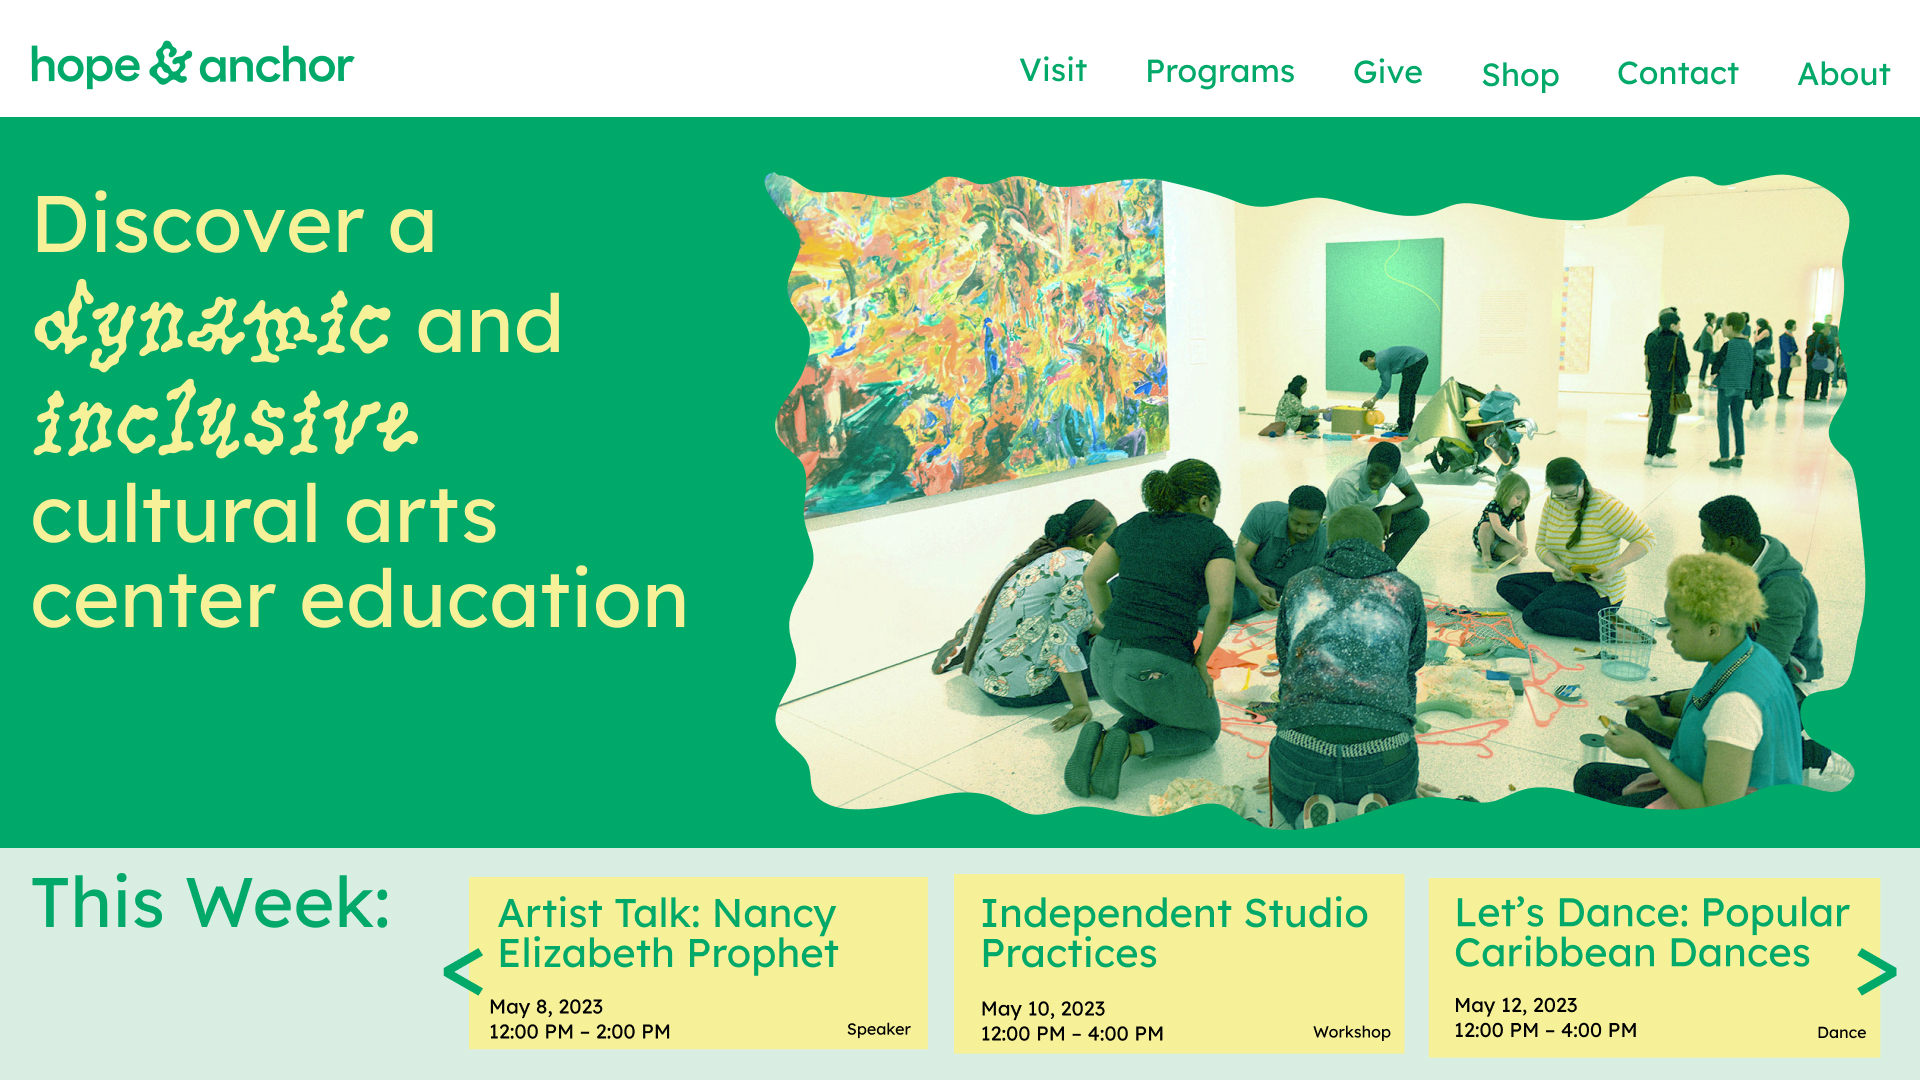 hope & anchor
Visit
Programs
Give
Shop
Contact
About
Discover a
dynamic and
inclusive
cultural arts
center education
This Week:
<
Artist Talk: Nancy
Elizabeth Prophet
May 8, 2023
12:00 PM – 2:00 PM
Speaker
Independent Studio
Practices
May 10, 2023
12:00 PM – 4:00 PM
Workshop
Let’s Dance: Popular
Caribbean Dances
May 12, 2023
12:00 PM – 4:00 PM
Dance
>